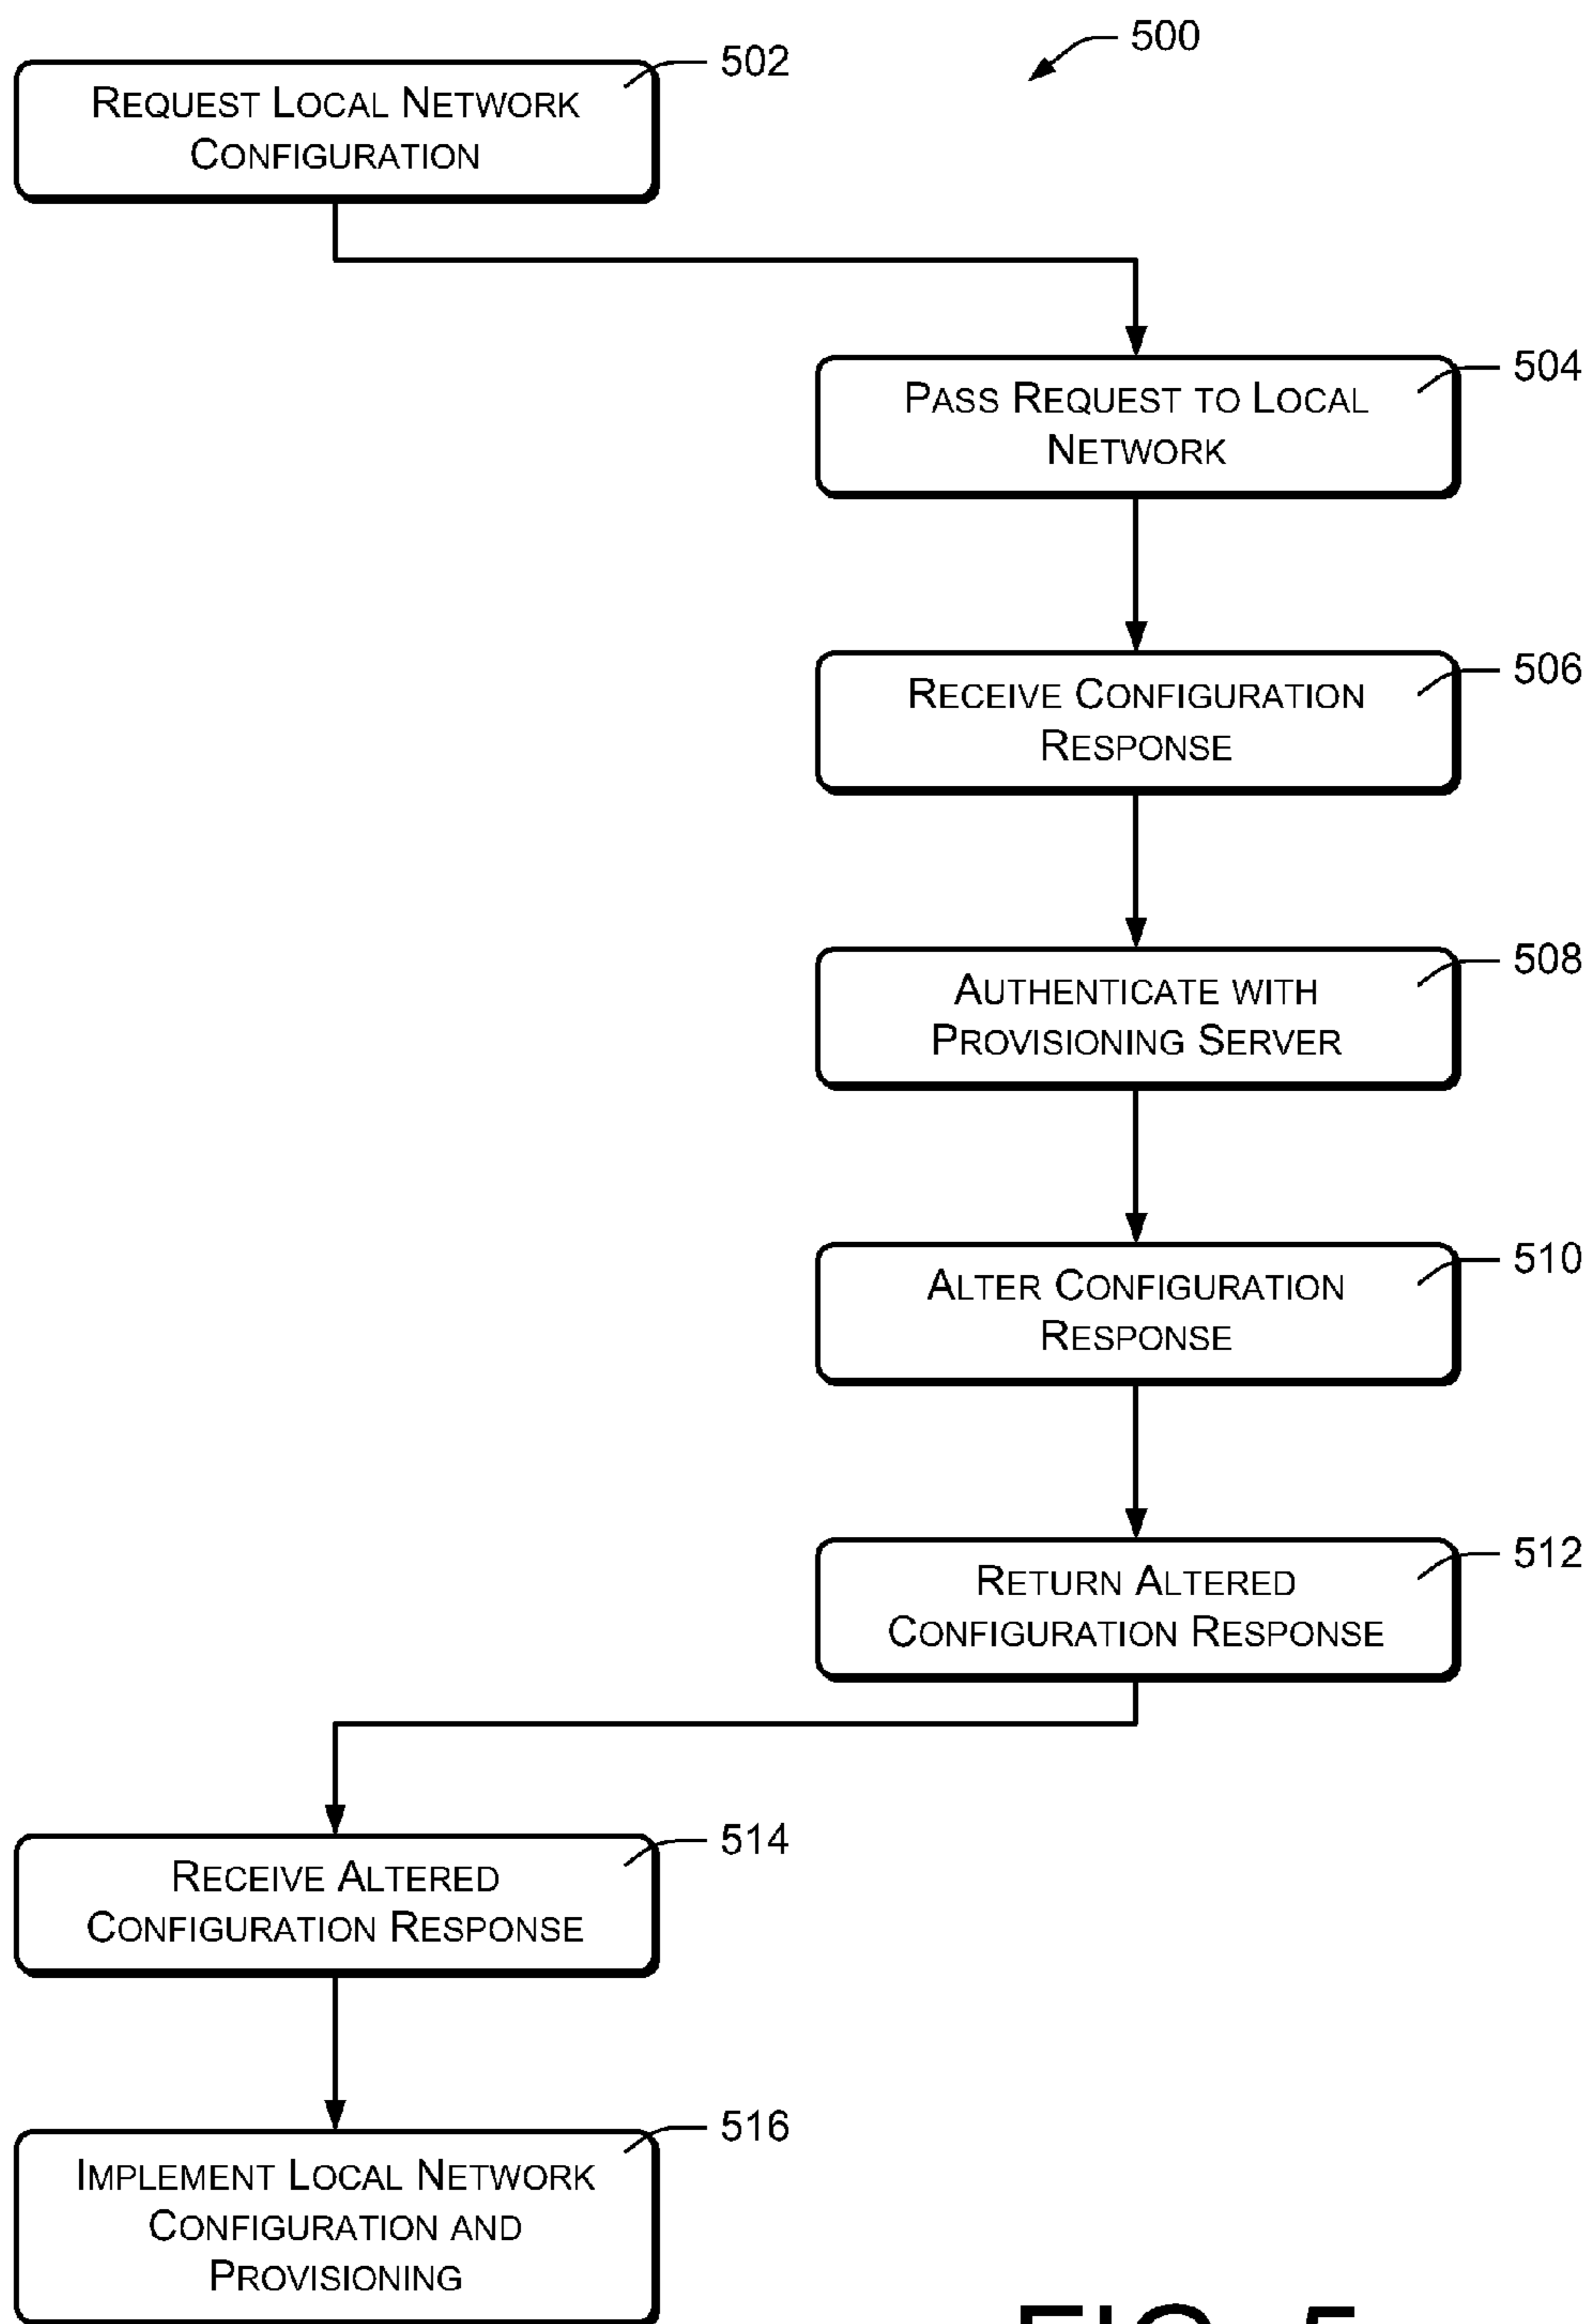 500
502
REQUEST LOCAL NETWORK
CONFIGURATION
504
PASS REQUEST TO LOCAL
NETWORK
506
RECEIVE CONFIGURATION
RESPONSE
508
AUTHENTICATE WITH
PROVISIONING SERVER
510
ALTER CONFIGURATION
RESPONSE
512
RETURN ALTERED
CONFIGURATION RESPONSE
514
RECEIVE ALTERED
CONFIGURATION RESPONSE
516
IMPLEMENT LOCAL NETWORK
CONFIGURATION AND
PROVISIONING
FIG. 5